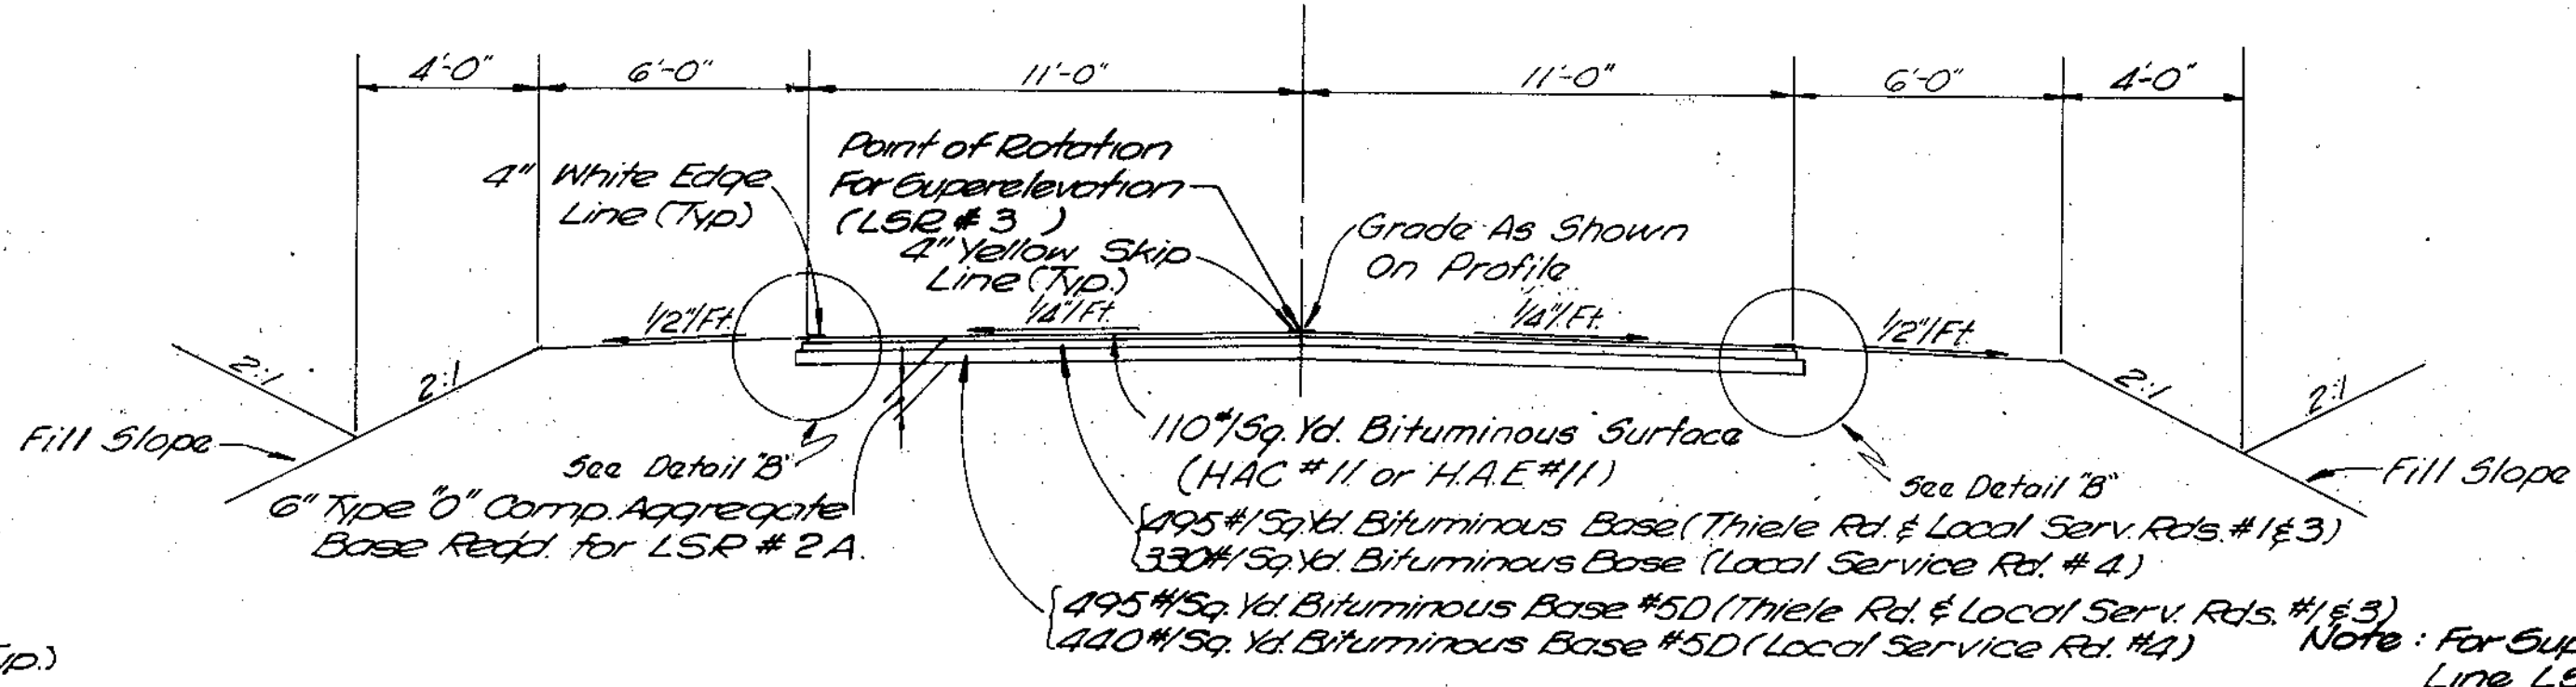 4'-0" 6'-0" 11'-0" 11'-0" 6'-0" 4'-0"
4" White Edge
Line (Typ)
Point of Rotation
For Superelevation
(LSR # 3 )
4" Yellow Skip
Line (Typ.)
Grade As Shown
On Profile
1/2"/Ft. 1/4"/Ft. 1/4"/Ft. 1/2"/Ft.
2:1 2:1 2:1 2:1
Fill Slope
See Detail "B"
6" Type "O" Comp. Aggregate
Base Reqd. for LSR # 2A.
110#/Sq. Yd. Bituminous Surface
(HAC #11 or H.A.E #11)
See Detail "B"
Fill Slope
495#/Sq.Yd. Bituminous Base (Thiele Rd. & Local Serv. Rds. #1 & 3)
330#/Sq.Yd. Bituminous Base (Local Service Rd. #4)
495#/Sq. Yd. Bituminous Base #5D (Thiele Rd. & Local Serv. Rds. #1 & 3)
440#/Sq. Yd. Bituminous Base #5D (Local Service Rd. #4)
Note : For Sup
Line LS
yp.)